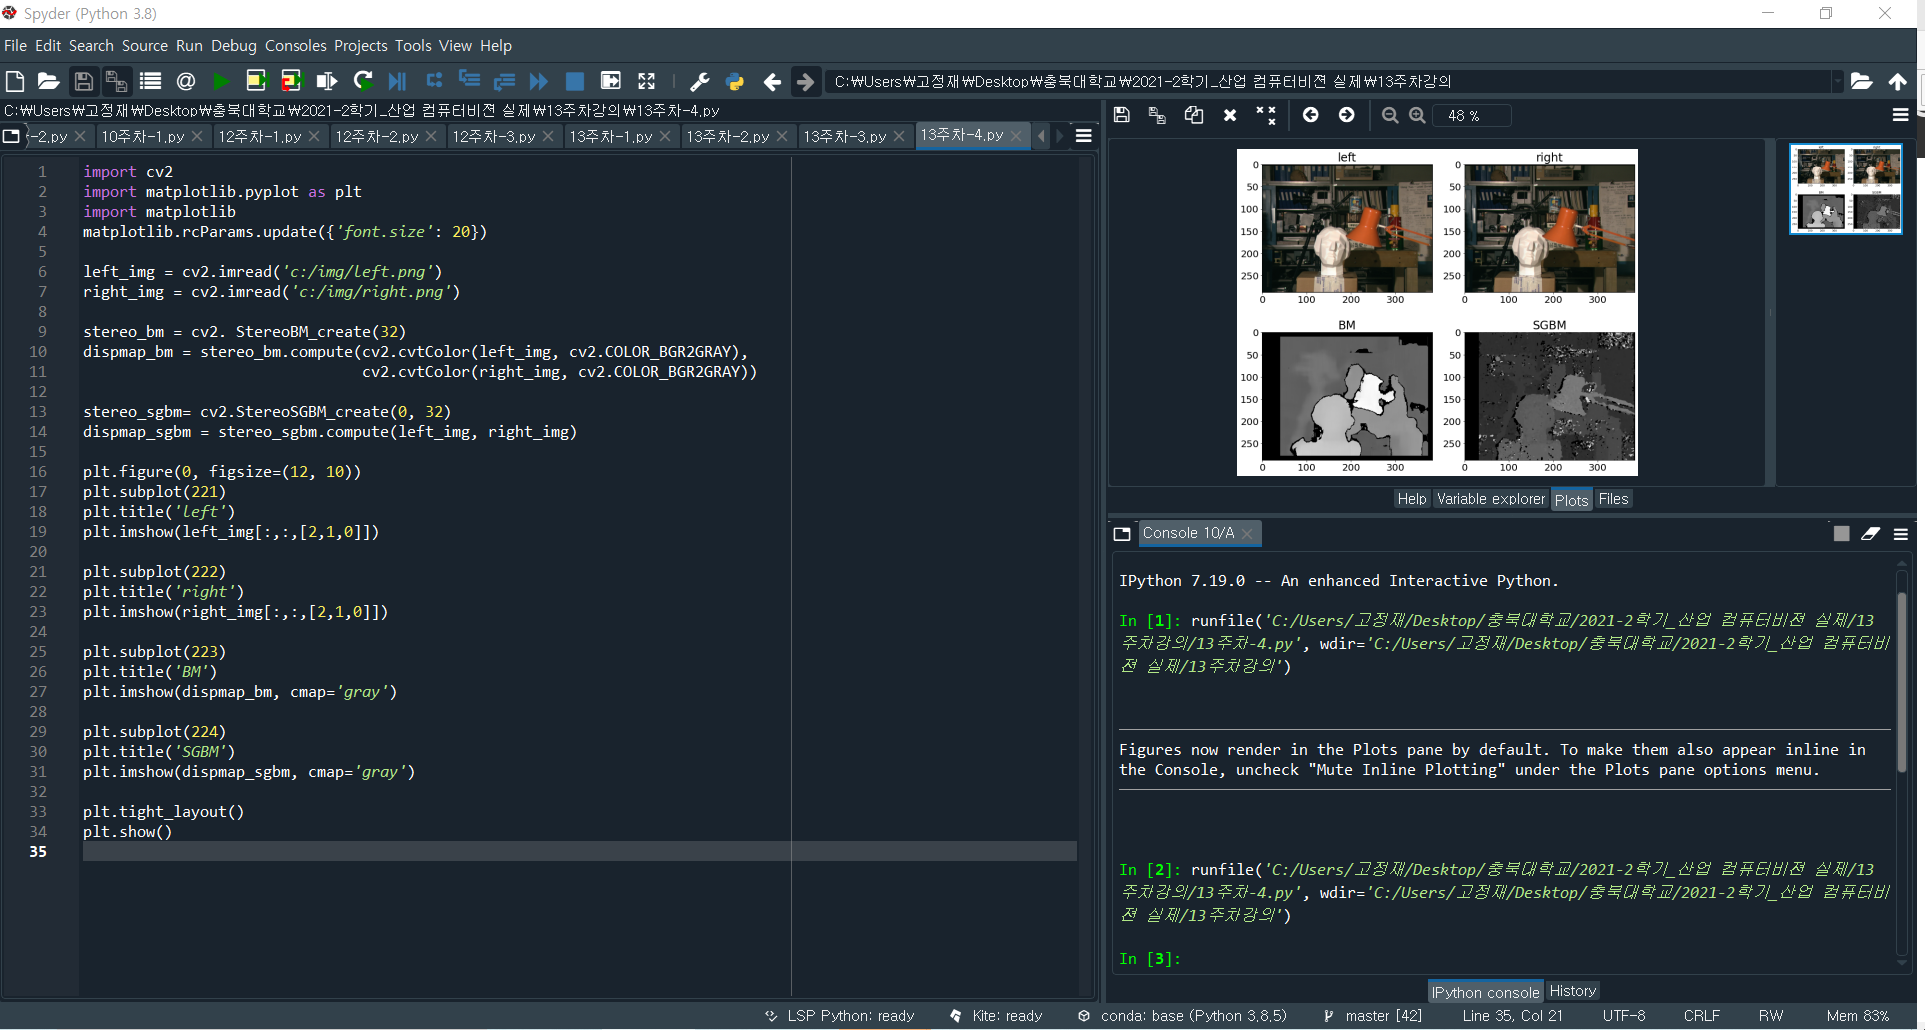 Spyder (Python 3.8)
File Edit Search Source Run Debug Consoles Projects Tools View Help
C:₩Users₩고정재₩Desktop₩충북대학교₩2021-2학기_산업 컴퓨터비젼 실제₩13주차강의
C:₩Users₩고정재₩Desktop₩충북대학교₩2021-2학기_산업 컴퓨터비젼 실제₩13주차강의₩13주차-4.py
-2.py 10주차-1.py 12주차-1.py 12주차-2.py 12주차-3.py 13주차-1.py 13주차-2.py 13주차-3.py 13주차-4.py
1 import cv2
2 import matplotlib.pyplot as plt
3 import matplotlib
4 matplotlib.rcParams.update({'font.size': 20})
5
6 left_img = cv2.imread('c:/img/left.png')
7 right_img = cv2.imread('c:/img/right.png')
8
9 stereo_bm = cv2. StereoBM_create(32)
10 dispmap_bm = stereo_bm.compute(cv2.cvtColor(left_img, cv2.COLOR_BGR2GRAY),
11 cv2.cvtColor(right_img, cv2.COLOR_BGR2GRAY))
12
13 stereo_sgbm= cv2.StereoSGBM_create(0, 32)
14 dispmap_sgbm = stereo_sgbm.compute(left_img, right_img)
15
16 plt.figure(0, figsize=(12, 10))
17 plt.subplot(221)
18 plt.title('left')
19 plt.imshow(left_img[:,:,[2,1,0]])
20
21 plt.subplot(222)
22 plt.title('right')
23 plt.imshow(right_img[:,:,[2,1,0]])
24
25 plt.subplot(223)
26 plt.title('BM')
27 plt.imshow(dispmap_bm, cmap='gray')
28
29 plt.subplot(224)
30 plt.title('SGBM')
31 plt.imshow(dispmap_sgbm, cmap='gray')
32
33 plt.tight_layout()
34 plt.show()
35
48 %
left right
0 0
50 50
100 100
150 150
200 200
250 250
0 100 200 300 0 100 200 300
BM SGBM
0 0
50 50
100 100
150 150
200 200
250 250
0 100 200 300 0 100 200 300
Help Variable explorer Plots Files
Console 10/A
IPython 7.19.0 -- An enhanced Interactive Python.
In [1]: runfile('C:/Users/고정재/Desktop/충북대학교/2021-2학기_산업 컴퓨터비젼 실제/13
주차강의/13주차-4.py', wdir='C:/Users/고정재/Desktop/충북대학교/2021-2학기_산업 컴퓨터비
젼 실제/13주차강의')
Figures now render in the Plots pane by default. To make them also appear inline in
the Console, uncheck "Mute Inline Plotting" under the Plots pane options menu.
In [2]: runfile('C:/Users/고정재/Desktop/충북대학교/2021-2학기_산업 컴퓨터비젼 실제/13
주차강의/13주차-4.py', wdir='C:/Users/고정재/Desktop/충북대학교/2021-2학기_산업 컴퓨터비
젼 실제/13주차강의')
In [3]:
IPython console History
LSP Python: ready Kite: ready conda: base (Python 3.8.5) master [42] Line 35, Col 21 UTF-8 CRLF RW Mem 83%